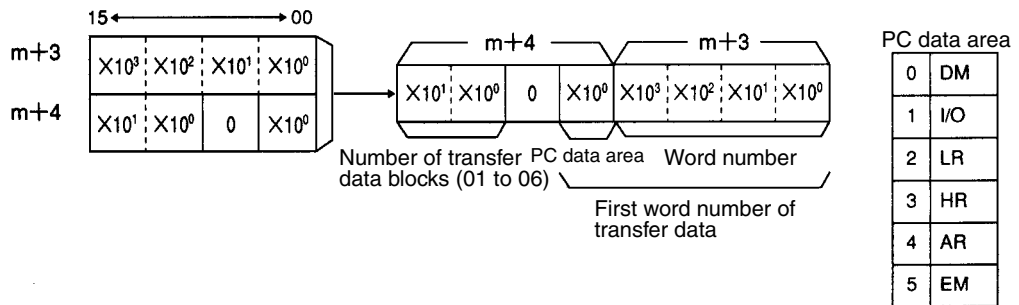 15 00
m+3 X10³ X10² X10¹ X10⁰
m+4 X10¹ X10⁰ 0 X10⁰
m+4 m+3
X10¹ X10⁰ 0 X10⁰ X10³ X10² X10¹ X10⁰
Number of transfer
data blocks (01 to 06)
PC data area
Word number
First word number of
transfer data
PC data area
0 DM
1 I/O
2 LR
3 HR
4 AR
5 EM